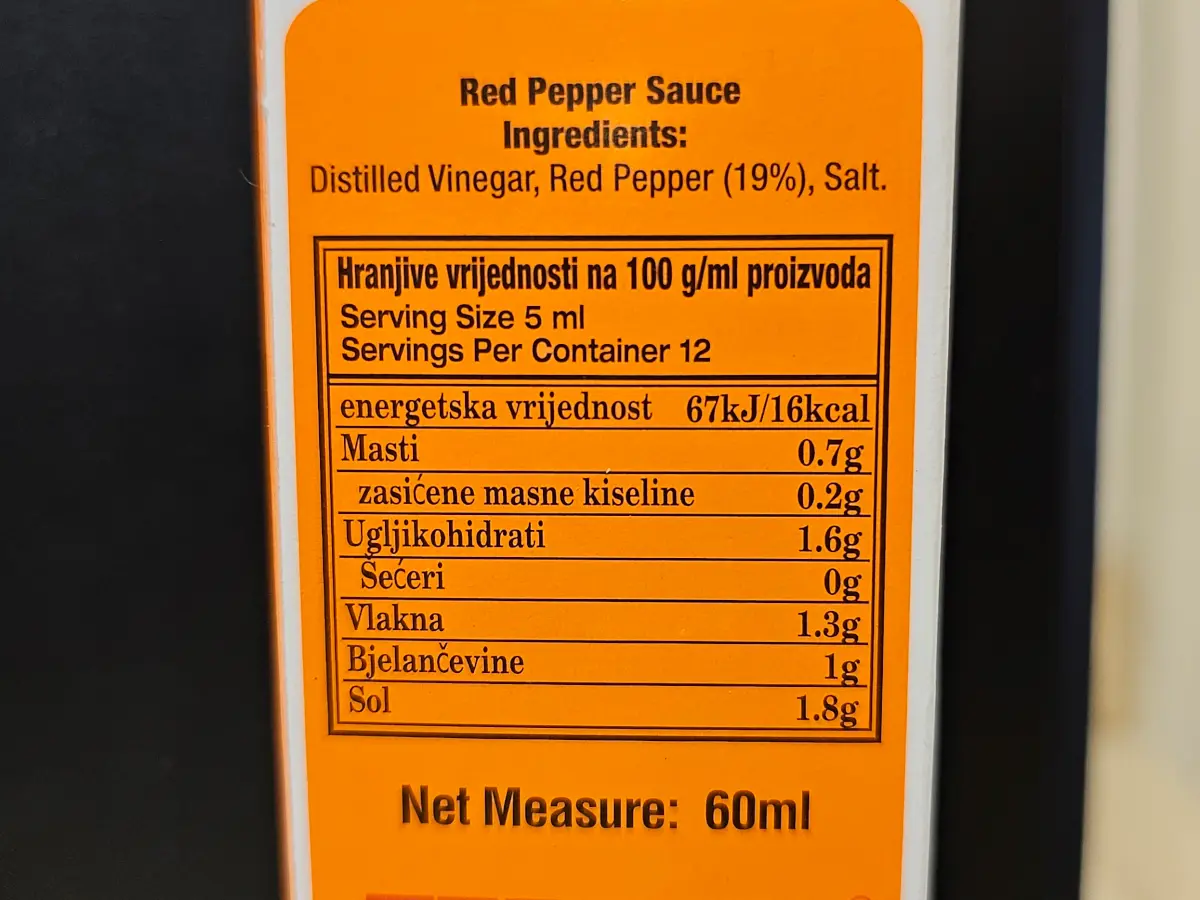 Red Pepper Sauce
Ingredients:
Distilled Vinegar, Red Pepper (19%), Salt.
Hranjive vrijednosti na 100 g/ml proizvoda
Serving Size 5 ml
Servings Per Container 12
energetska vrijednost 67kJ/16kcal
Masti 0.7g
zasićene masne kiseline 0.2g
Ugljikohidrati 1.6g
Šećeri 0g
Vlakna 1.3g
Bjelančevine 1g
Sol 1.8g
Net Measure: 60ml